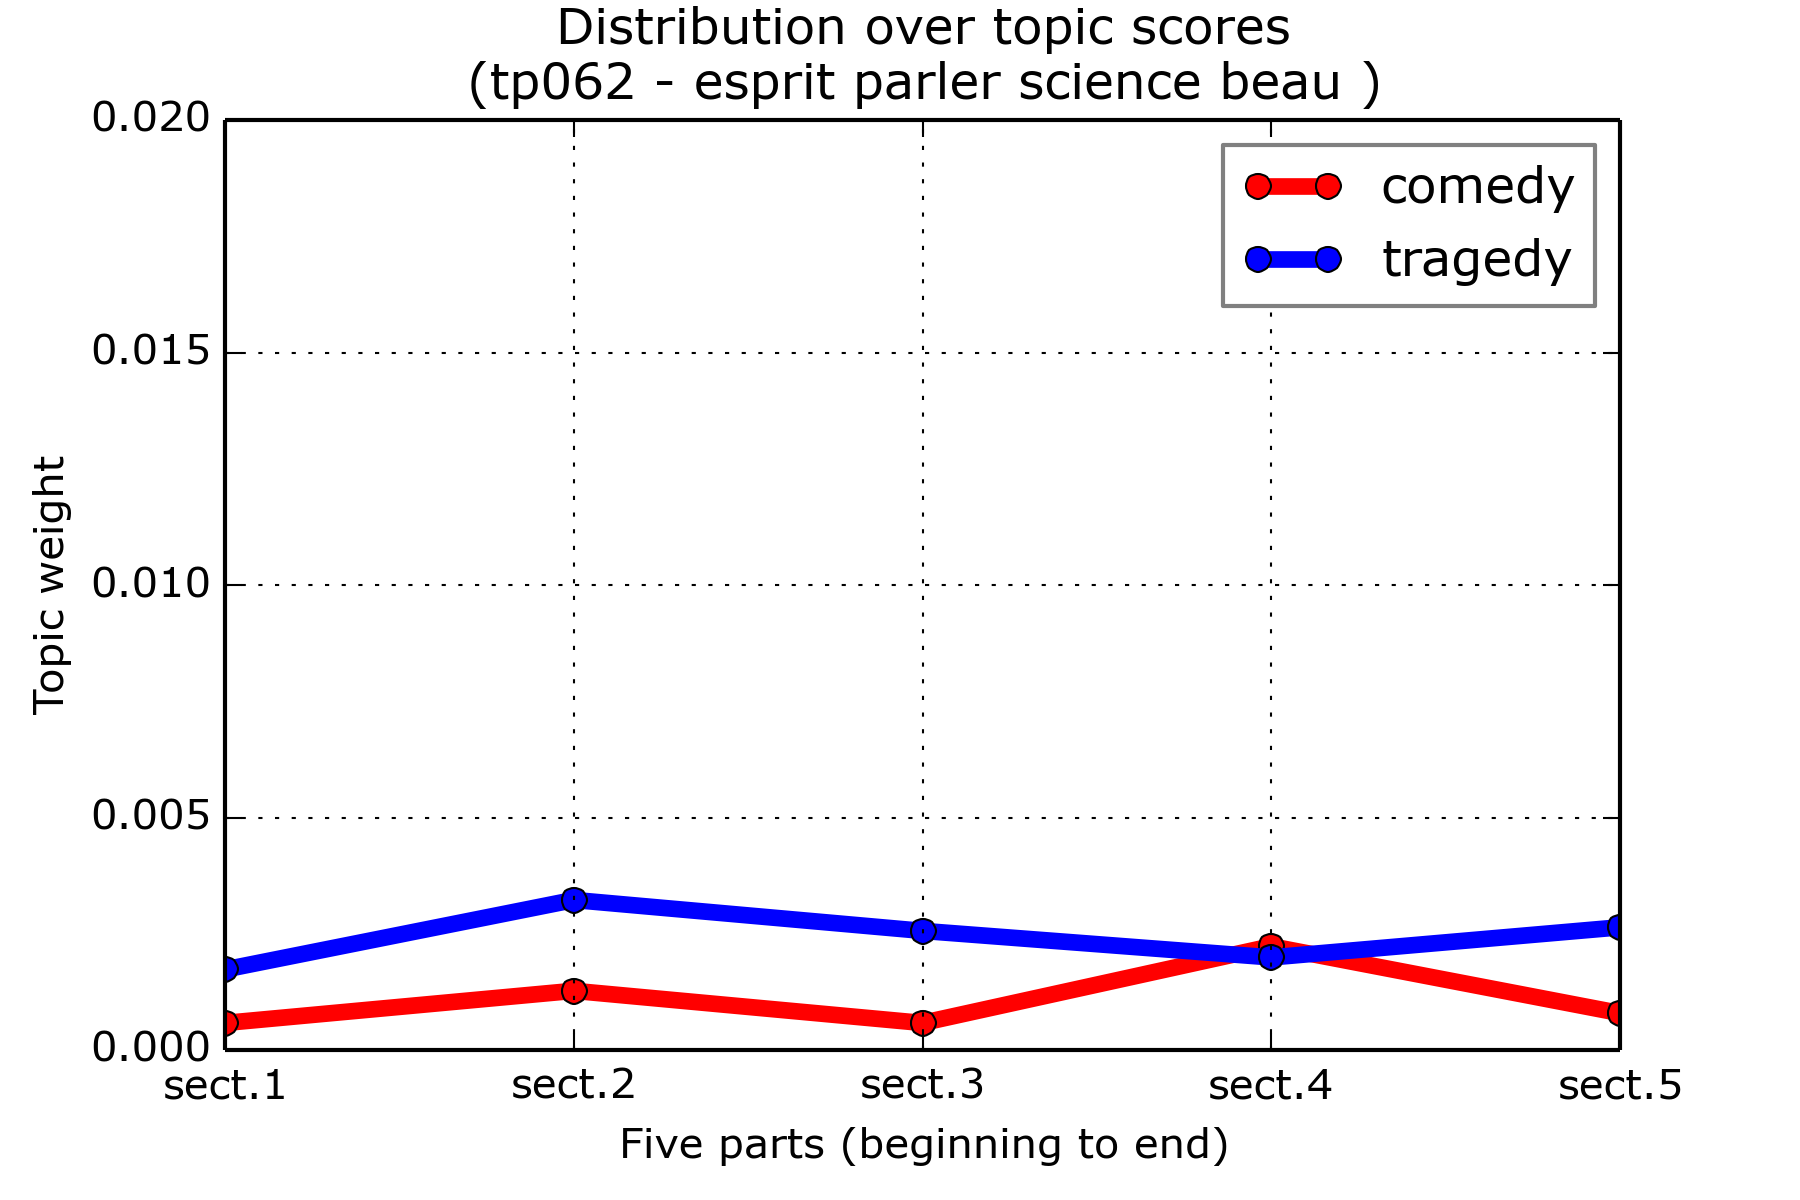 Distribution over topic scores
(tp062 - esprit parler science beau )
0.020
0.015
0.010
0.005
0.000
Topic weight
comedy
tragedy
sect.1 sect.2 sect.3 sect.4 sect.5
Five parts (beginning to end)